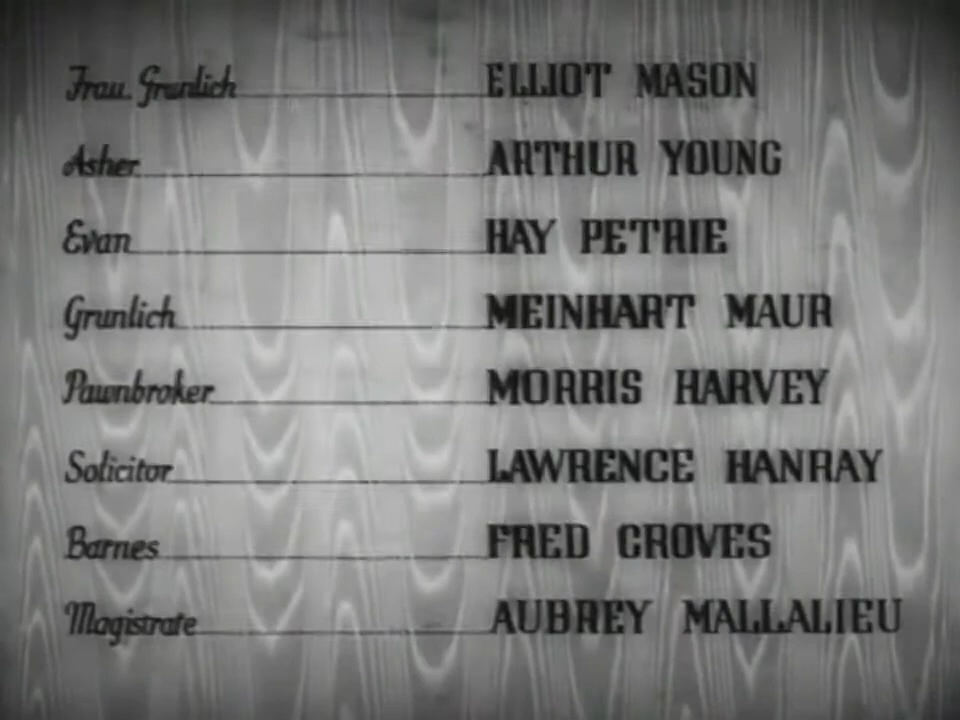 Frau Grunlich ELLIOT MASON
Asher ARTHUR YOUNG
Evan HAY PETRIE
Grunlich MEINHART MAUR
Pawnbroker MORRIS HARVEY
Solicitor LAWRENCE HANRAY
Barnes FRED GROVES
Magistrate AUBREY MALLALIEU